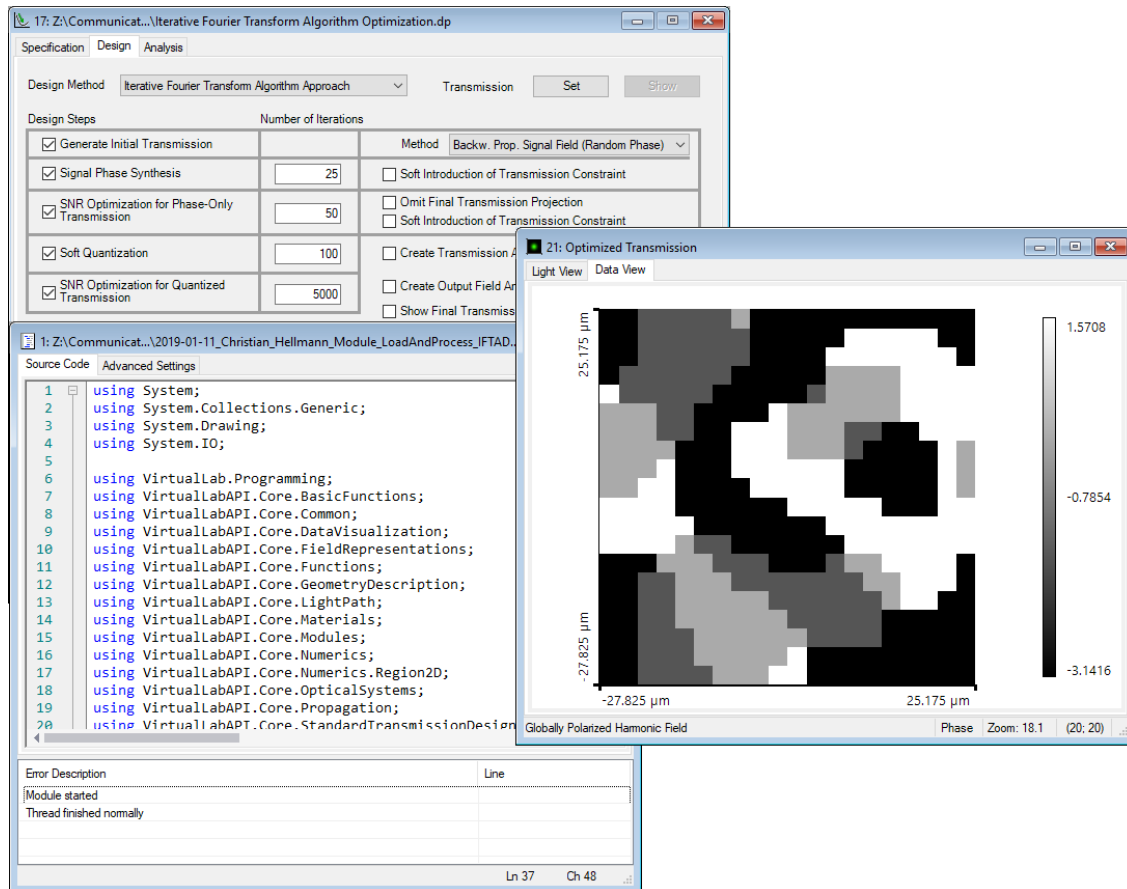 17: Z:\Communicat...\Iterative Fourier Transform Algorithm Optimization.dp
Specification Design Analysis
Design Method Iterative Fourier Transform Algorithm Approach Transmission Set Show
Design Steps Number of Iterations
Generate Initial Transmission Method Backw. Prop. Signal Field (Random Phase)
Signal Phase Synthesis 25 Soft Introduction of Transmission Constraint
SNR Optimization for Phase-Only Transmission 50 Omit Final Transmission Projection
Soft Introduction of Transmission Constraint
Soft Quantization 100 Create Transmission A
SNR Optimization for Quantized Transmission 5000 Create Output Field An
Show Final Transmiss
21: Optimized Transmission
Light View Data View
25.175 µm
-27.825 µm
-27.825 µm 25.175 µm
1.5708
-0.7854
-3.1416
Globally Polarized Harmonic Field Phase Zoom: 18.1 (20; 20)
1: Z:\Communicat...\2019-01-11_Christian_Hellmann_Module_LoadAndProcess_IFTAD...
Source Code Advanced Settings
1 using System;
2 using System.Collections.Generic;
3 using System.Drawing;
4 using System.IO;
5
6 using VirtualLab.Programming;
7 using VirtualLabAPI.Core.BasicFunctions;
8 using VirtualLabAPI.Core.Common;
9 using VirtualLabAPI.Core.DataVisualization;
10 using VirtualLabAPI.Core.FieldRepresentations;
11 using VirtualLabAPI.Core.Functions;
12 using VirtualLabAPI.Core.GeometryDescription;
13 using VirtualLabAPI.Core.LightPath;
14 using VirtualLabAPI.Core.Materials;
15 using VirtualLabAPI.Core.Modules;
16 using VirtualLabAPI.Core.Numerics;
17 using VirtualLabAPI.Core.Numerics.Region2D;
18 using VirtualLabAPI.Core.OpticalSystems;
19 using VirtualLabAPI.Core.Propagation;
20 using VirtualLabAPI.Core.StandardTransmissionDesign
Error Description Line
Module started
Thread finished normally
Ln 37 Ch 48